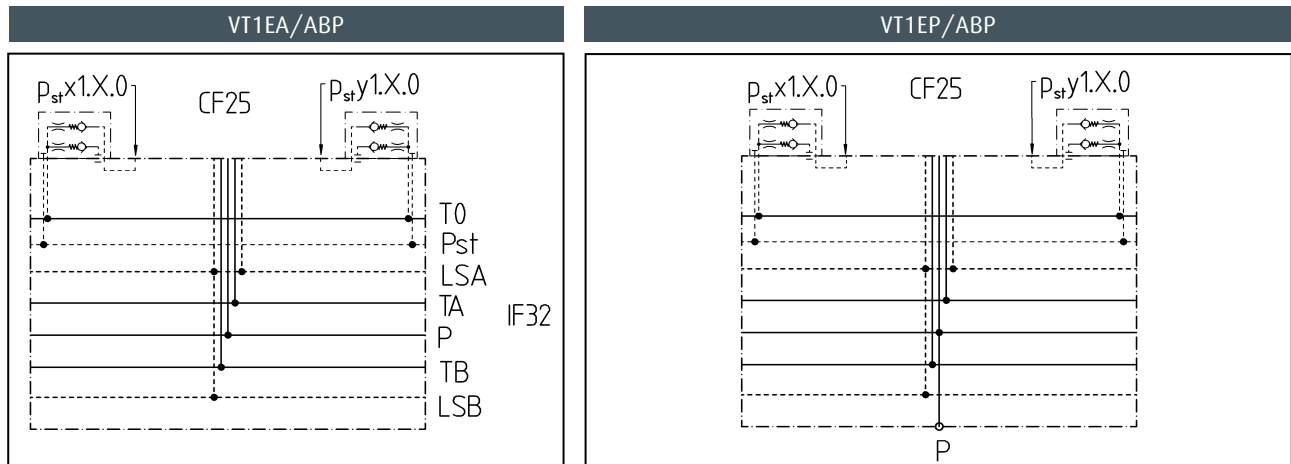 VT1EA/ABP
VT1EP/ABP
pstx1.X.0
CF25
psty1.X.0
T0
Pst
LSA
TA
P
TB
LSB
IF32
pstx1.X.0
CF25
psty1.X.0
P